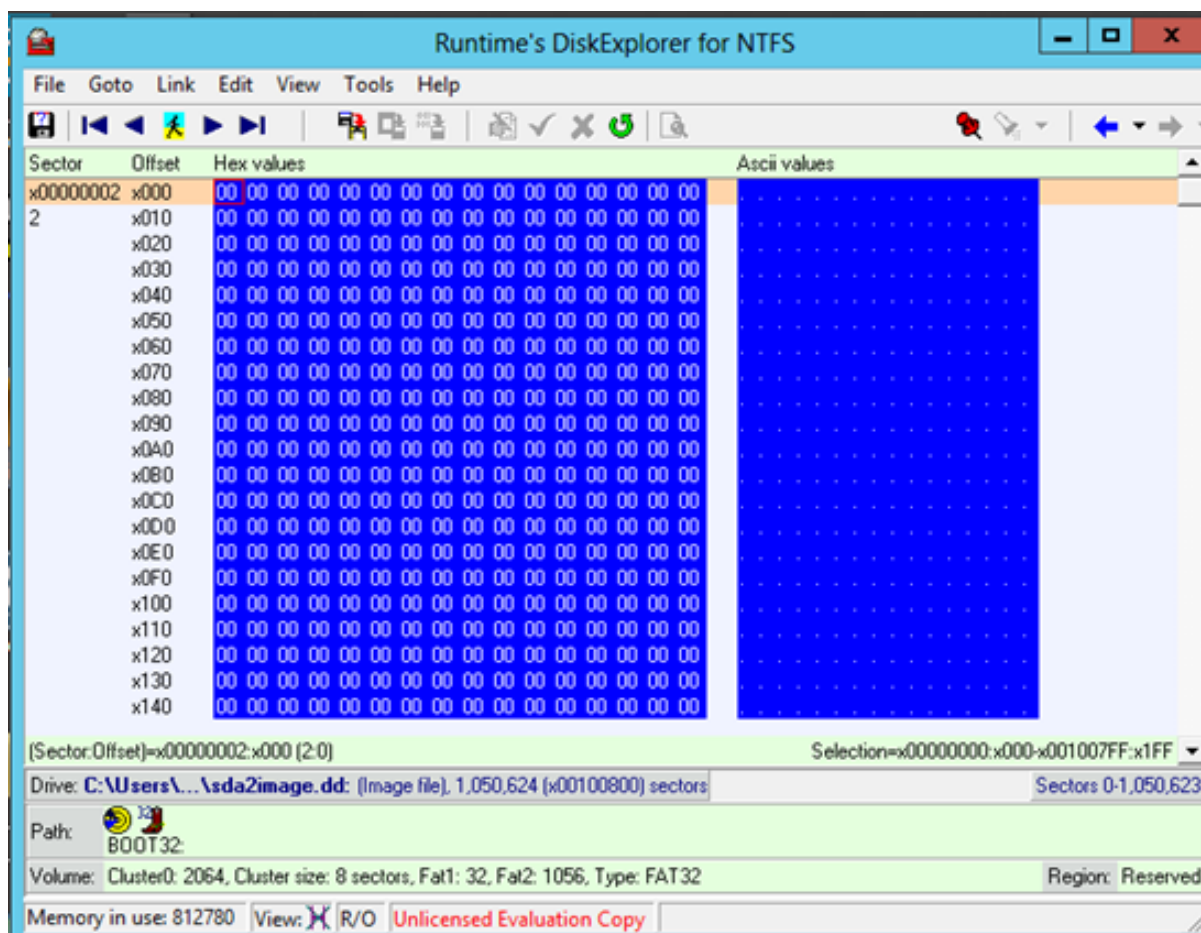 Runtime's DiskExplorer for NTFS
File Goto Link Edit View Tools Help
Sector Offset Hex values Ascii values
x00000002 x000 00 00 00 00 00 00 00 00 00 00 00 00 00 00 00 00 . . . . . . . . . . . . . . . .
2 x010 00 00 00 00 00 00 00 00 00 00 00 00 00 00 00 00 . . . . . . . . . . . . . . . .
x020 00 00 00 00 00 00 00 00 00 00 00 00 00 00 00 00 . . . . . . . . . . . . . . . .
x030 00 00 00 00 00 00 00 00 00 00 00 00 00 00 00 00 . . . . . . . . . . . . . . . .
x040 00 00 00 00 00 00 00 00 00 00 00 00 00 00 00 00 . . . . . . . . . . . . . . . .
x050 00 00 00 00 00 00 00 00 00 00 00 00 00 00 00 00 . . . . . . . . . . . . . . . .
x060 00 00 00 00 00 00 00 00 00 00 00 00 00 00 00 00 . . . . . . . . . . . . . . . .
x070 00 00 00 00 00 00 00 00 00 00 00 00 00 00 00 00 . . . . . . . . . . . . . . . .
x080 00 00 00 00 00 00 00 00 00 00 00 00 00 00 00 00 . . . . . . . . . . . . . . . .
x090 00 00 00 00 00 00 00 00 00 00 00 00 00 00 00 00 . . . . . . . . . . . . . . . .
x0A0 00 00 00 00 00 00 00 00 00 00 00 00 00 00 00 00 . . . . . . . . . . . . . . . .
x0B0 00 00 00 00 00 00 00 00 00 00 00 00 00 00 00 00 . . . . . . . . . . . . . . . .
x0C0 00 00 00 00 00 00 00 00 00 00 00 00 00 00 00 00 . . . . . . . . . . . . . . . .
x0D0 00 00 00 00 00 00 00 00 00 00 00 00 00 00 00 00 . . . . . . . . . . . . . . . .
x0E0 00 00 00 00 00 00 00 00 00 00 00 00 00 00 00 00 . . . . . . . . . . . . . . . .
x0F0 00 00 00 00 00 00 00 00 00 00 00 00 00 00 00 00 . . . . . . . . . . . . . . . .
x100 00 00 00 00 00 00 00 00 00 00 00 00 00 00 00 00 . . . . . . . . . . . . . . . .
x110 00 00 00 00 00 00 00 00 00 00 00 00 00 00 00 00 . . . . . . . . . . . . . . . .
x120 00 00 00 00 00 00 00 00 00 00 00 00 00 00 00 00 . . . . . . . . . . . . . . . .
x130 00 00 00 00 00 00 00 00 00 00 00 00 00 00 00 00 . . . . . . . . . . . . . . . .
x140 00 00 00 00 00 00 00 00 00 00 00 00 00 00 00 00 . . . . . . . . . . . . . . . .
(Sector:Offset)=x00000002:x000 (2:0) Selection=x00000000:x000-x001007FF:x1FF
Drive: C:\Users\...\sda2image.dd: (Image file), 1,050,624 (x00100800) sectors Sectors 0-1,050,623
Path: 32
BOOT32:
Volume: Cluster0: 2064, Cluster size: 8 sectors, Fat1: 32, Fat2: 1056, Type: FAT32 Region: Reserved
Memory in use: 812780 View: R/O Unlicensed Evaluation Copy